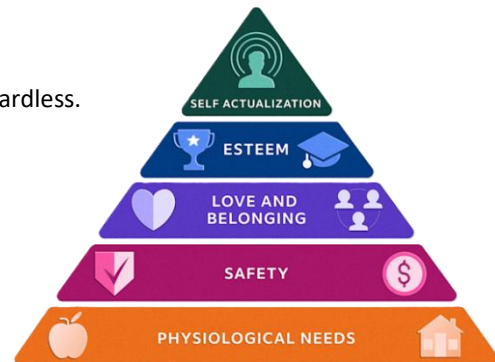 ardless.
SELF ACTUALIZATION
ESTEEM
LOVE AND
BELONGING
SAFETY
$
PHYSIOLOGICAL NEEDS